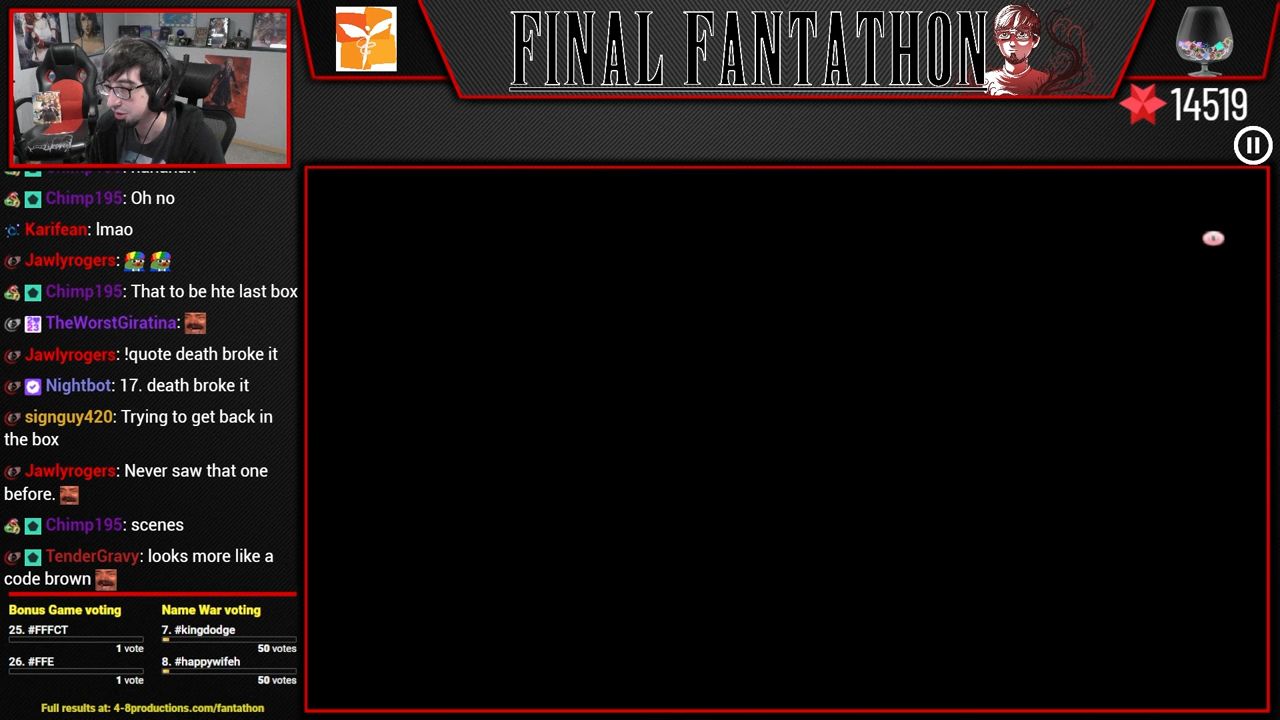 FINAL FANTATHON
14519
Chimp195: Oh no
Karifean: lmao
Jawlyrogers:
Chimp195: That to be hte last box
TheWorstGiratina:
Jawlyrogers: !quote death broke it
Nightbot: 17. death broke it
signguy420: Trying to get back in
the box
Jawlyrogers: Never saw that one
before.
Chimp195: scenes
TenderGravy: looks more like a
code brown
Bonus Game voting
25. #FFFCT
1 vote
26. #FFE
1 vote
Name War voting
7. #kingdodge
50 votes
8. #happywifeh
50 votes
Full results at: 4-8productions.com/fantathon